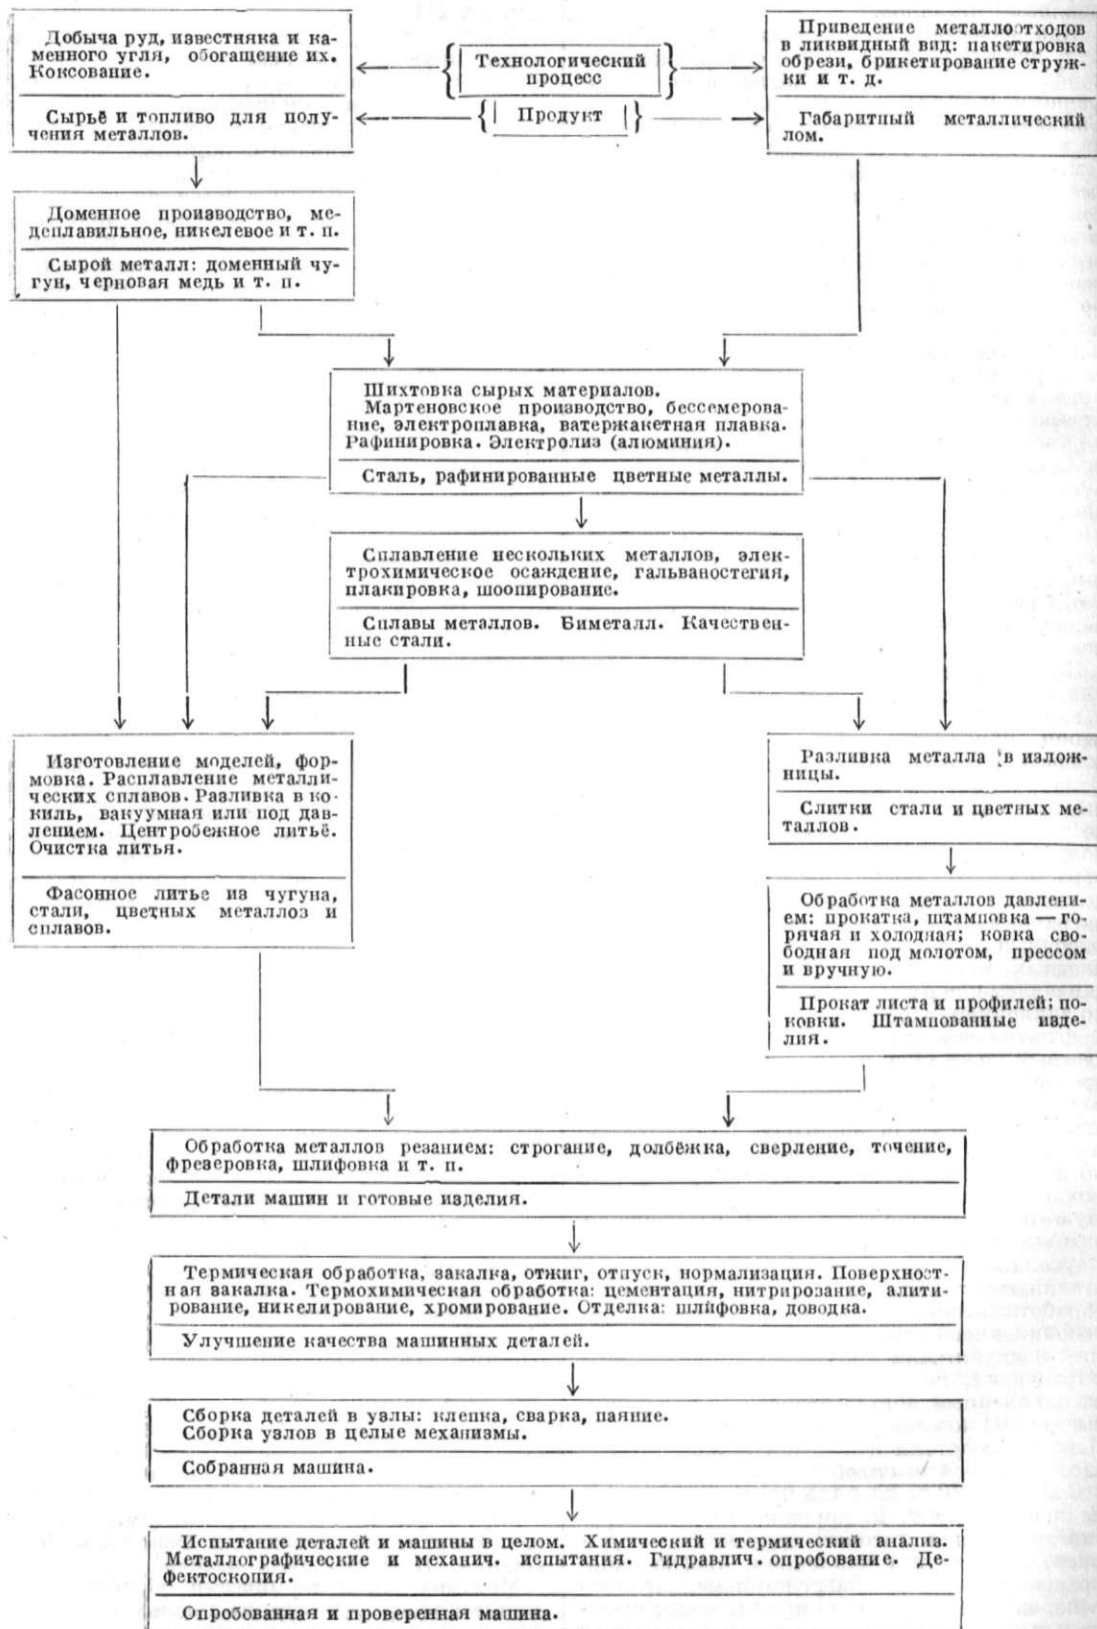 Добыча руд, известняка и ка-
менного угля, обогащение их.
Коксование.
Сырьё и топливо для полу-
чения металлов.
Технологический
процесс
Продукт
Приведение металлоотходов
в ликвидный вид: пакетировка
обрези, брикетирование струж-
ки и т. д.
Габаритный металлический
лом.
Доменное производство, ме-
деплавильное, никелевое и т. п.
Сырой металл: доменный чу-
гун, черновая медь и т. п.
Шихтовка сырых материалов.
Мартеновское производство, бессемерова-
ние, электроплавка, ватержакетная плавка.
Рафинировка. Электролиз (алюминия).
Сталь, рафинированные цветные металлы.
Сплавление нескольких металлов, элек-
трохимическое осаждение, гальваностегия,
плакировка, шоопирование.
Сплавы металлов. Биметалл. Качествен-
ные стали.
Изготовление моделей, фор-
мовка. Расплавление металли-
ческих сплавов. Разливка в ко-
киль, вакуумная или под дав-
лением. Центробежное литьё.
Очистка литья.
Фасонное литье из чугуна,
стали, цветных металлов и
сплавов.
Разливка металла в излож-
ницы.
Слитки стали и цветных ме-
таллов.
Обработка металлов давлени-
ем: прокатка, штамповка — го-
рячая и холодная; ковка сво-
бодная под молотом, прессом
и вручную.
Прокат листа и профилей; по-
ковки. Штампованные изде-
лия.
Обработка металлов резанием: строгание, долбёжка, сверление, точение,
фрезеровка, шлифовка и т. п.
Детали машин и готовые изделия.
Термическая обработка, закалка, отжиг, отпуск, нормализация. Поверхност-
ная закалка. Термохимическая обработка: цементация, нитрирование, алити-
рование, никелирование, хромирование. Отделка: шлифовка, доводка.
Улучшение качества машинных деталей.
Сборка деталей в узлы: клепка, сварка, паяние.
Сборка узлов в целые механизмы.
Собранная машина.
Испытание деталей и машины в целом. Химический и термический анализ.
Металлографические и механич. испытания. Гидравлич. опробование. Де-
фектоскопия.
Опробованная и проверенная машина.